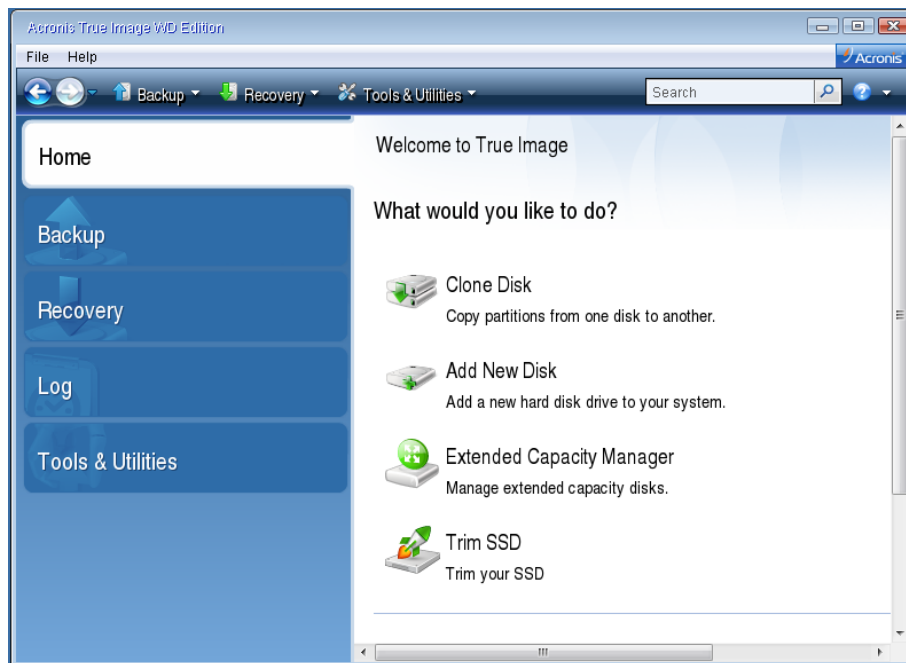 Acronis True Image WD Edition
File Help
Acronis
Backup Recovery Tools & Utilities Search
Home
Backup
Recovery
Log
Tools & Utilities
Welcome to True Image
What would you like to do?
Clone Disk
Copy partitions from one disk to another.
Add New Disk
Add a new hard disk drive to your system.
Extended Capacity Manager
Manage extended capacity disks.
Trim SSD
Trim your SSD